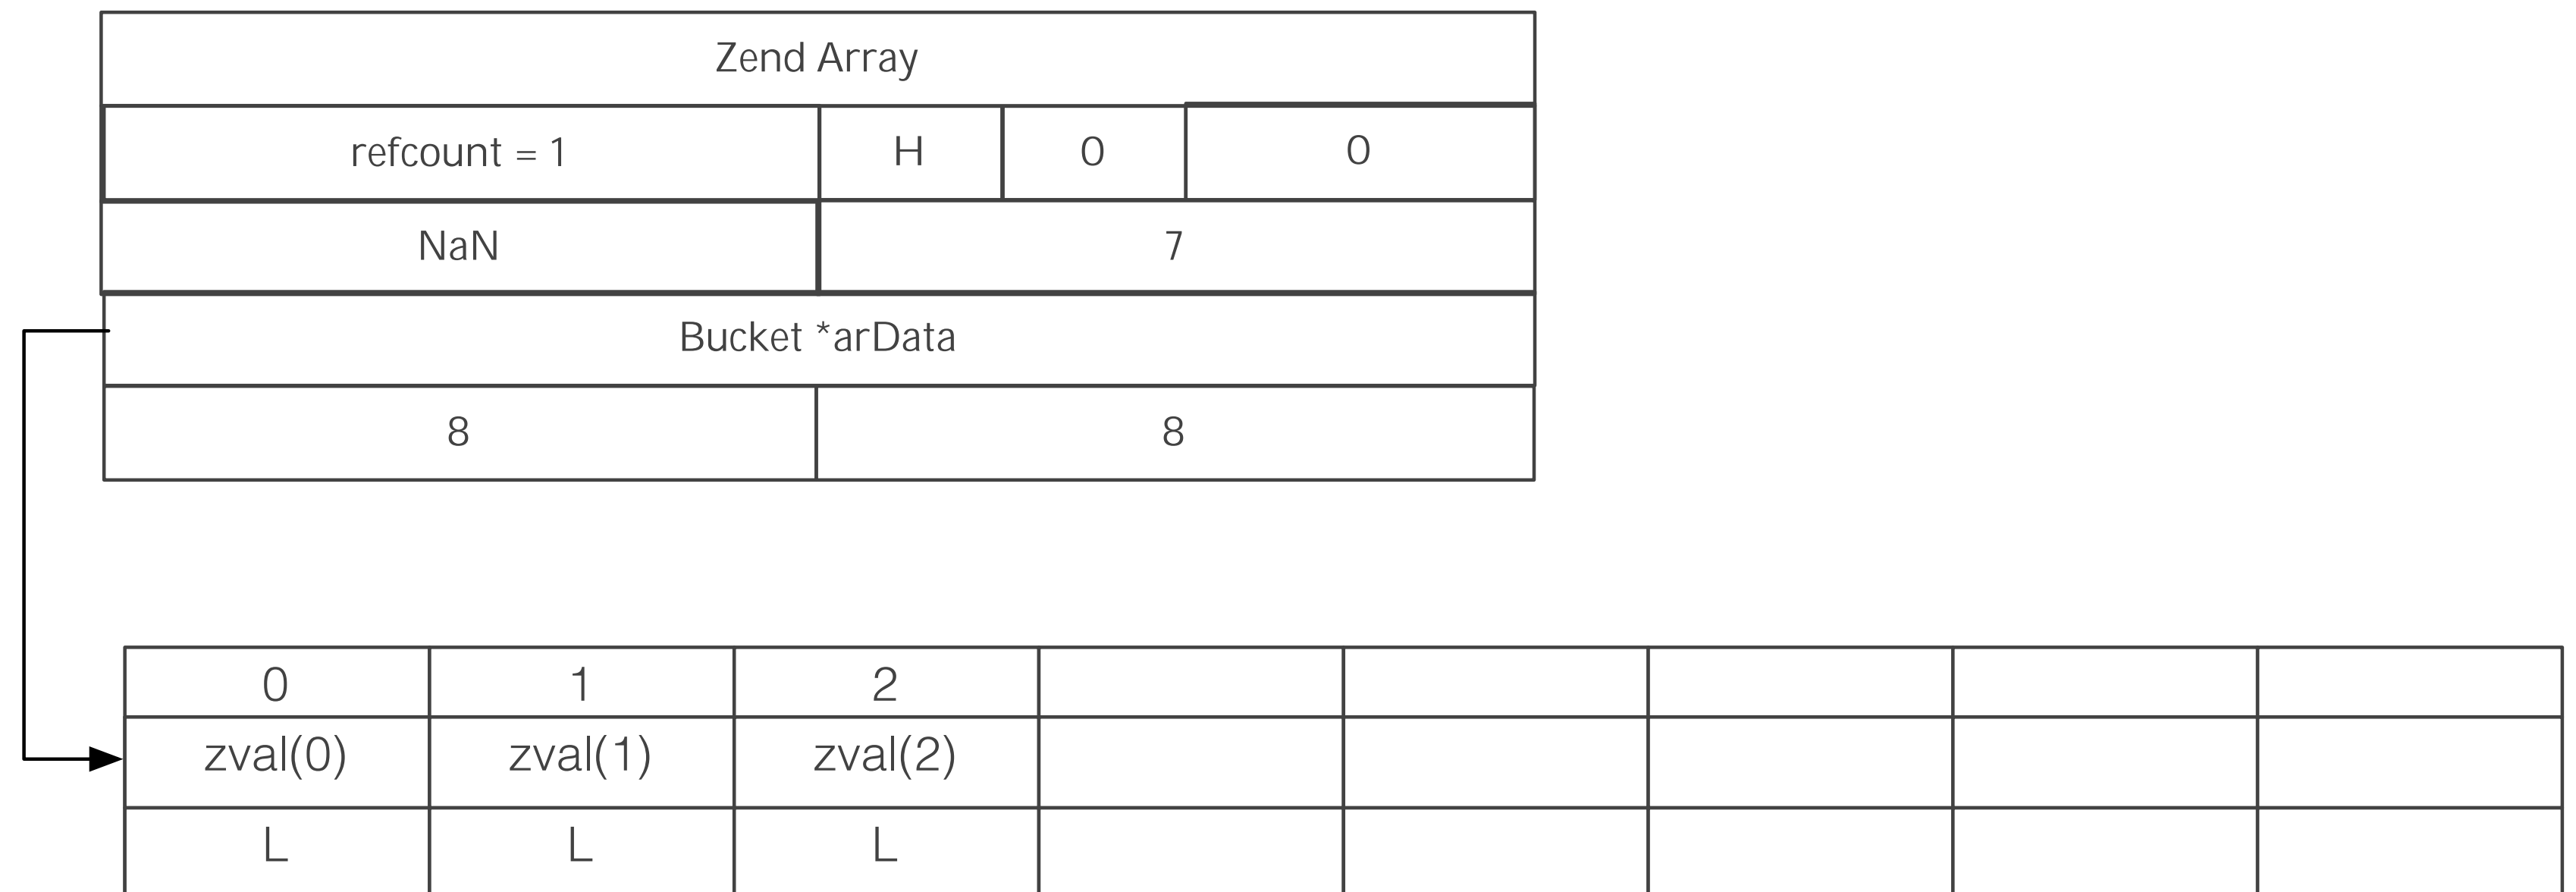 Zend Array
refcount = 1 H 0 0
NaN 7
Bucket *arData
8 8
0 1 2
zval(0) zval(1) zval(2)
L L L